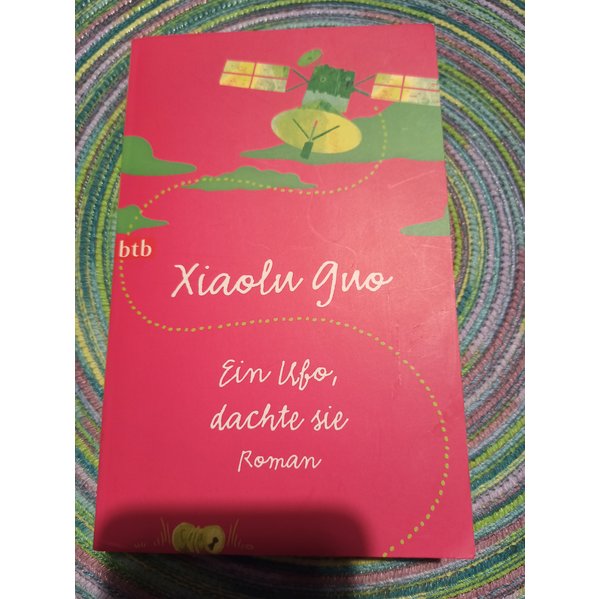 btb
Xiaolu Guo
Ein Ufo,
dachte sie
Roman